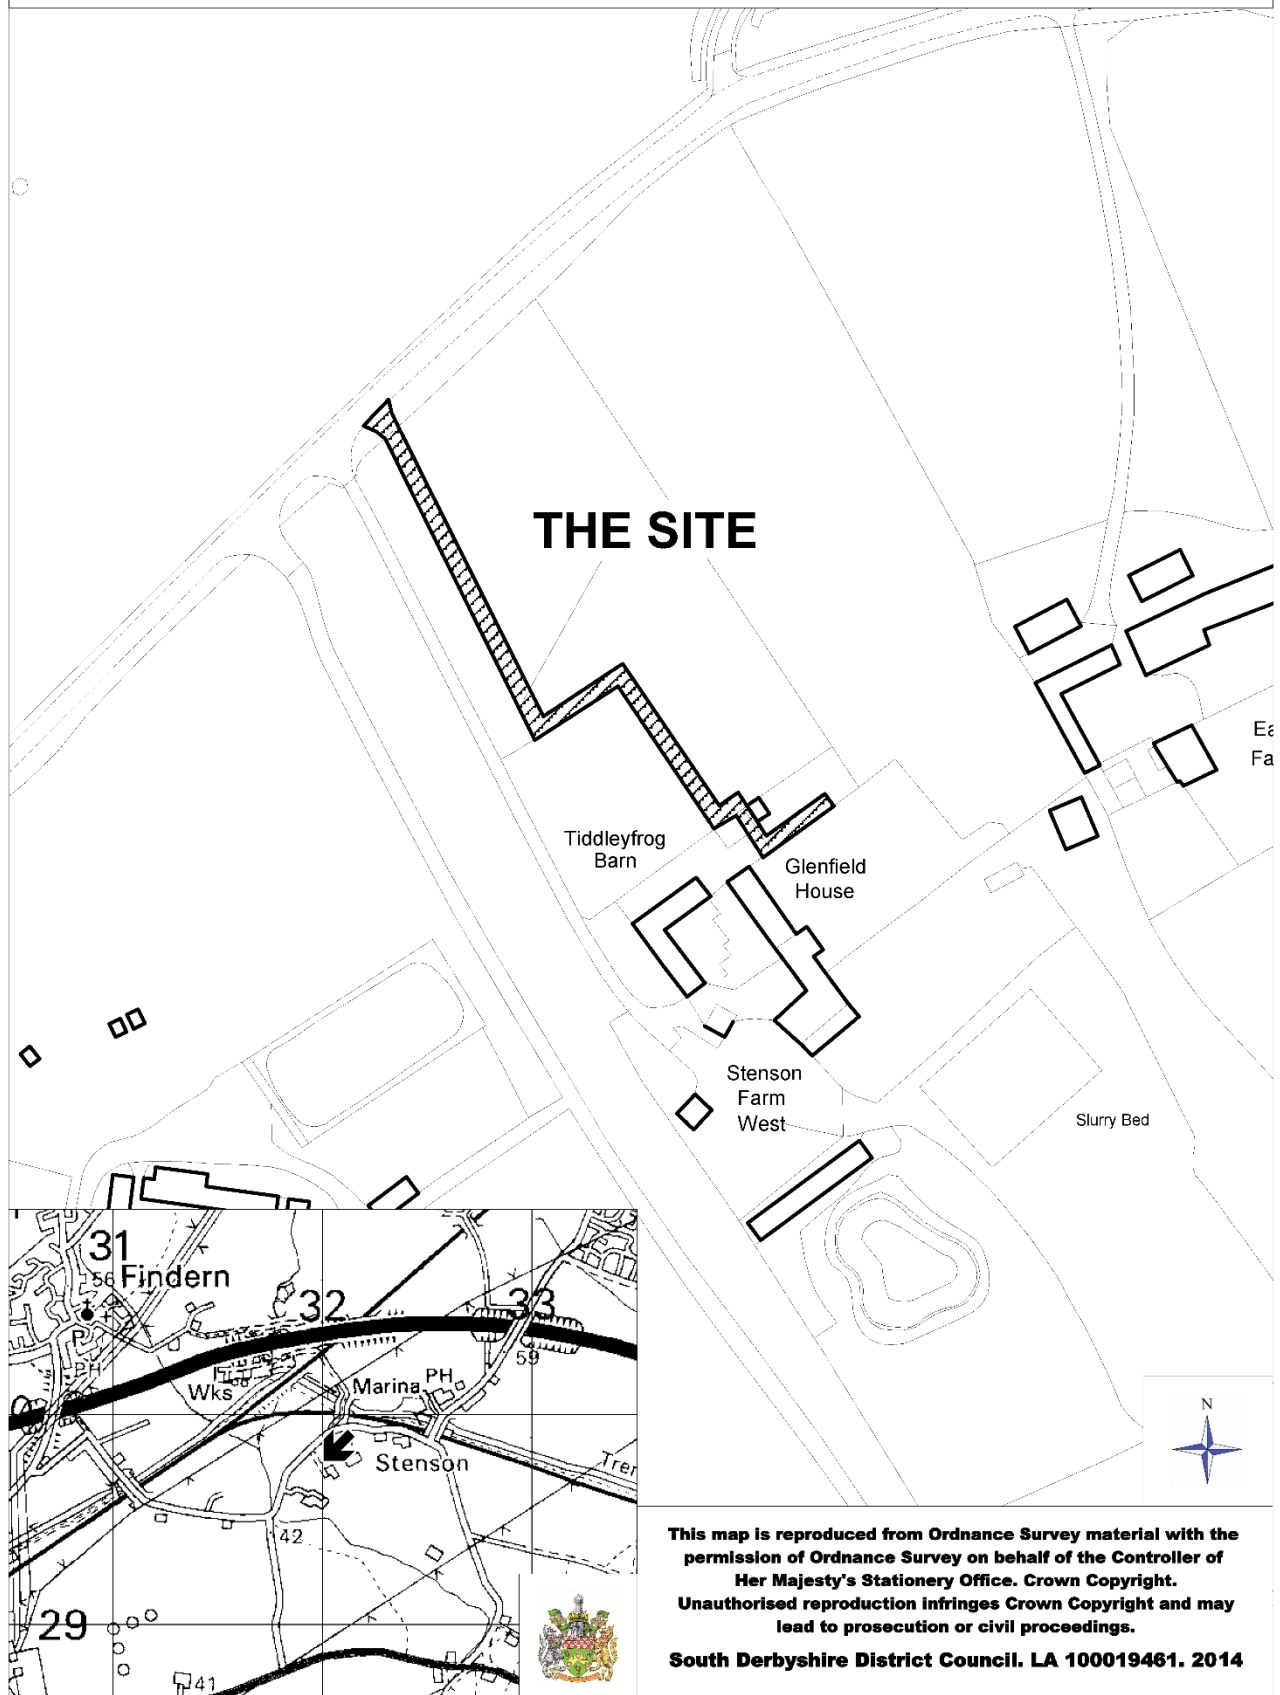 THE SITE
Tiddleyfrog
Barn
Glenfield
House
Stenson
Farm
West
Slurry Bed
31
56 Findern
32
33
P
PH
59
Wks
Marina
PH
Stenson
42
29
41
N
This map is reproduced from Ordnance Survey material with the
permission of Ordnance Survey on behalf of the Controller of
Her Majesty's Stationery Office. Crown Copyright.
Unauthorised reproduction infringes Crown Copyright and may
lead to prosecution or civil proceedings.
South Derbyshire District Council. LA 100019461. 2014